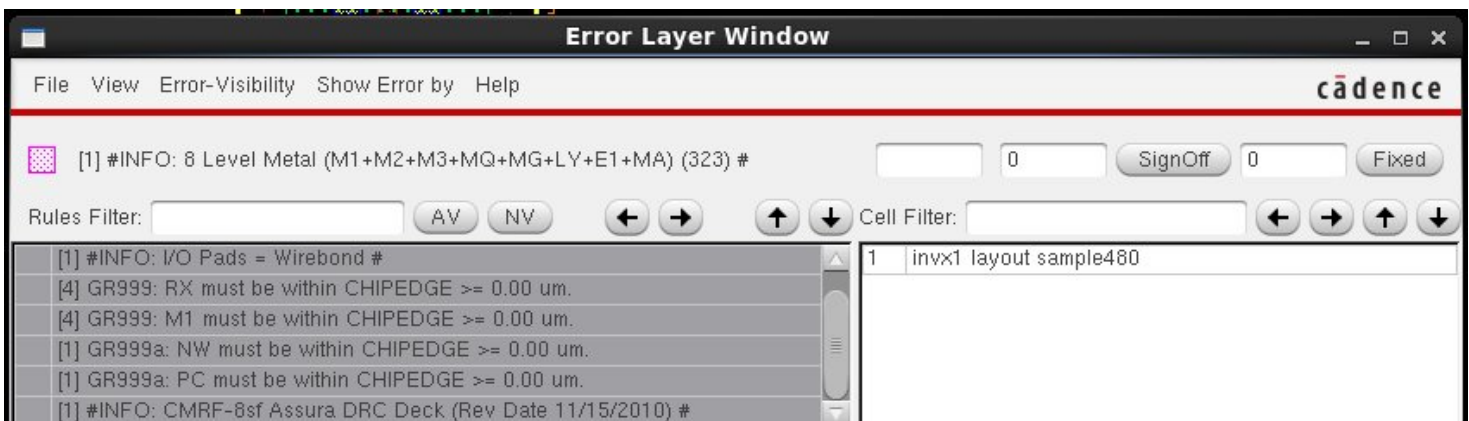 Error Layer Window
File View Error-Visibility Show Error by Help
cādence
[1] #INFO: 8 Level Metal (M1+M2+M3+MQ+MG+LY+E1+MA) (323) #
0 SignOff 0 Fixed
Rules Filter: AV NV Cell Filter:
[1] #INFO: I/O Pads = Wirebond #
1 invx1 layout sample480
[4] GR999: RX must be within CHIPEDGE >= 0.00 um.
[4] GR999: M1 must be within CHIPEDGE >= 0.00 um.
[1] GR999a: NW must be within CHIPEDGE >= 0.00 um.
[1] GR999a: PC must be within CHIPEDGE >= 0.00 um.
[1] #INFO: CMRF-8sf Assura DRC Deck (Rev Date 11/15/2010) #